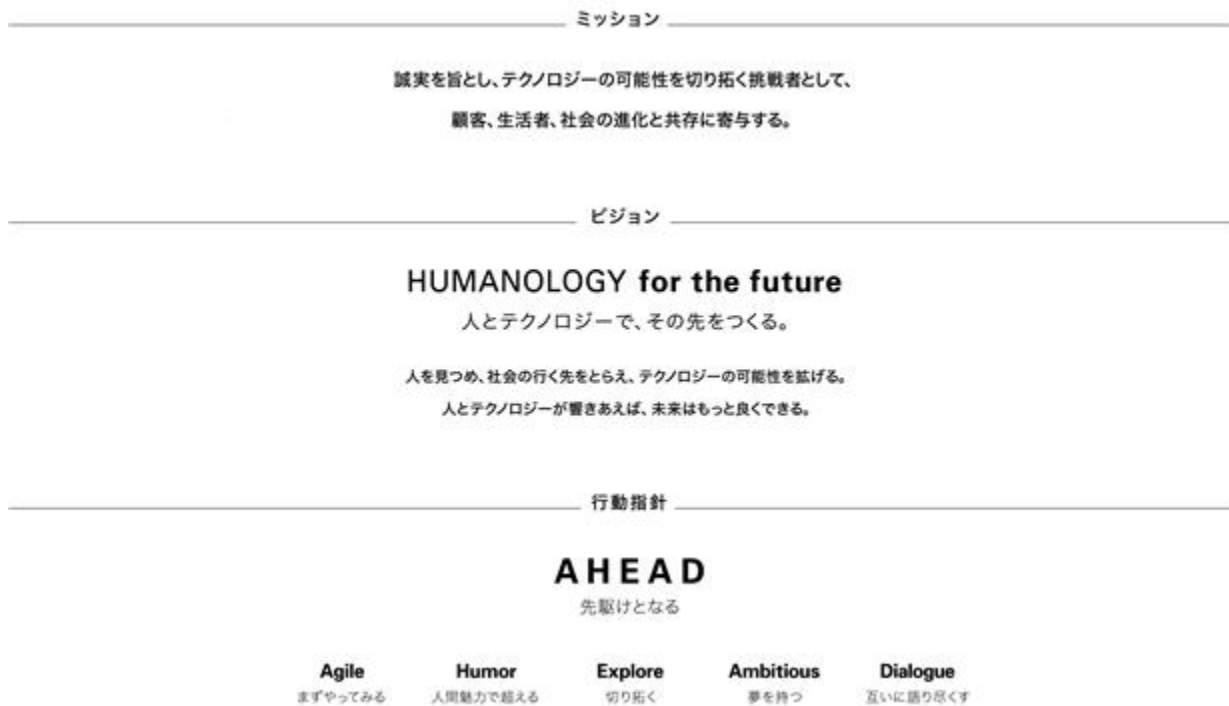 ミッション
誠実を旨とし、テクノロジーの可能性を切り拓く挑戦者として、
顧客、生活者、社会の進化と共存に寄与する。
ビジョン
HUMANOLOGY for the future
人とテクノロジーで、その先をつくる。
人を見つめ、社会の行く先をとらえ、テクノロジーの可能性を拡げる。
人とテクノロジーが響きあえば、未来はもっと良くできる。
行動指針
AHEAD
先駆けとなる
Agile Humor Explore Ambitious Dialogue
まずやってみる 人間魅力で超える 切り拓く 夢を持つ 互いに語り尽くす